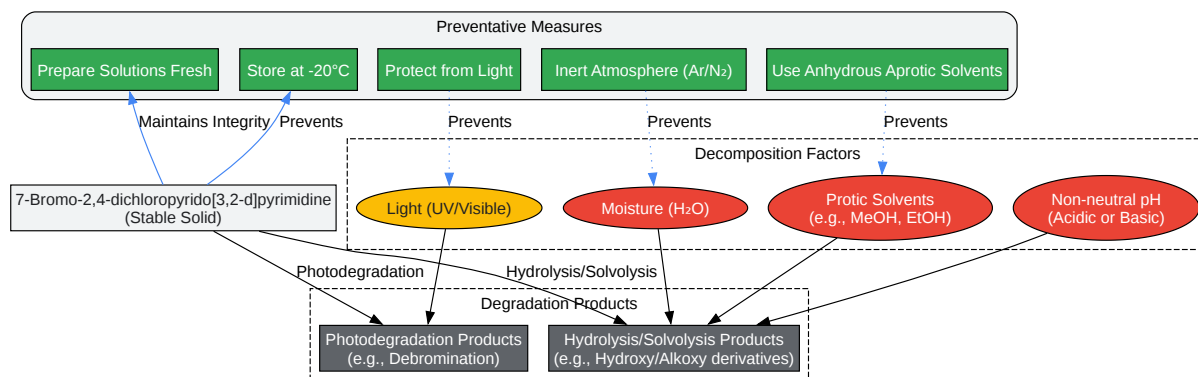 Preventative Measures
Prepare Solutions Fresh
Store at -20°C
Protect from Light
Inert Atmosphere (Ar/N₂)
Use Anhydrous Aprotic Solvents
Maintains Integrity
Prevents
Prevents
Prevents
Prevents
Decomposition Factors
7-Bromo-2,4-dichloropyrido[3,2-d]pyrimidine
(Stable Solid)
Light (UV/Visible)
Moisture (H₂O)
Protic Solvents
(e.g., MeOH, EtOH)
Non-neutral pH
(Acidic or Basic)
Photodegradation
Hydrolysis/Solvolysis
Degradation Products
Photodegradation Products
(e.g., Debromination)
Hydrolysis/Solvolysis Products
(e.g., Hydroxy/Alkoxy derivatives)